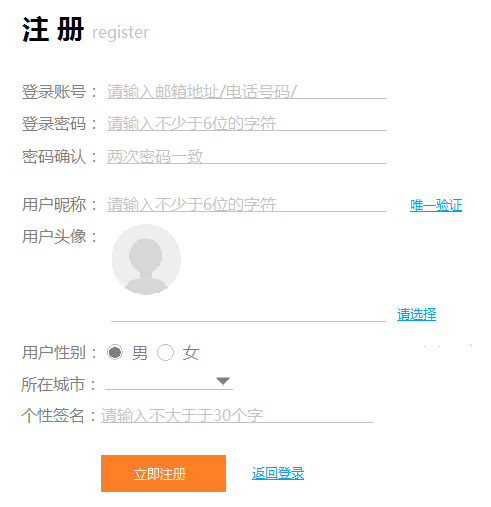 注 册 register
登录账号： 请输入邮箱地址/电话号码/
登录密码： 请输入不少于6位的字符
密码确认： 两次密码一致
用户昵称： 请输入不少于6位的字符 唯一验证
用户头像：
请选择
用户性别： 男 女
所在城市：
个性签名：请输入不大于于30个字
立即注册 返回登录